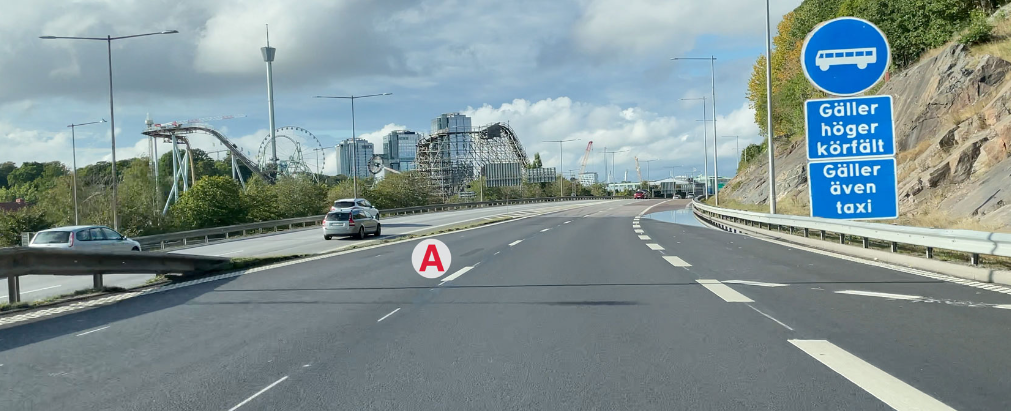 Gäller
höger
körfält
Gäller
även
taxi
A